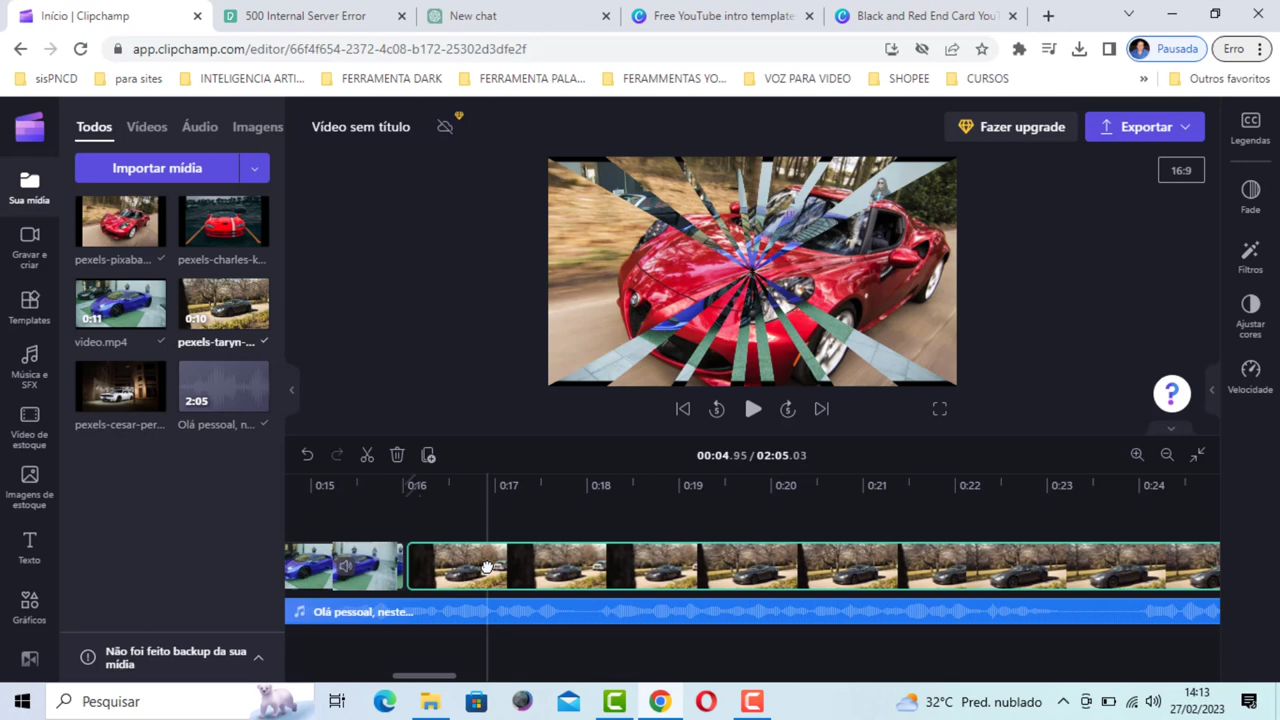 Início | Clipchamp
500 Internal Server Error
New chat
Free YouTube intro template
Black and Red End Card You
app.clipchamp.com/editor/66f4f654-2372-4c08-b172-25302d3dfe2f
Pausada
Erro
sisPNCD
para sites
INTELIGENCIA ARTI...
FERRAMENTA DARK
FERRAMENTA PALA...
FERAMMENTAS YO...
VOZ PARA VIDEO
SHOPEE
CURSOS
»
Outros favoritos
Todos
Vídeos
Áudio
Imagens
Vídeo sem título
Fazer upgrade
Exportar
CC
Legendas
Importar mídia
16:9
Sua mídia
Fade
pexels-pixaba...
pexels-charles-k...
Gravar e
criar
Filtros
0:11
0:10
Templates
Ajustar
cores
video.mp4
pexels-taryn-...
Música e
SFX
Velocidade
2:05
?
pexels-cesar-per...
Olá pessoal, n...
5
5
Vídeo de
estoque
00:04.95 / 02:05.03
Imagens de
estoque
0:15
0:16
0:17
0:18
0:19
0:20
0:21
0:22
0:23
0:24
Texto
Olá pessoal, neste...
Gráficos
Não foi feito backup da sua
mídia
Pesquisar
32°C
Pred. nublado
14:13
27/02/2023